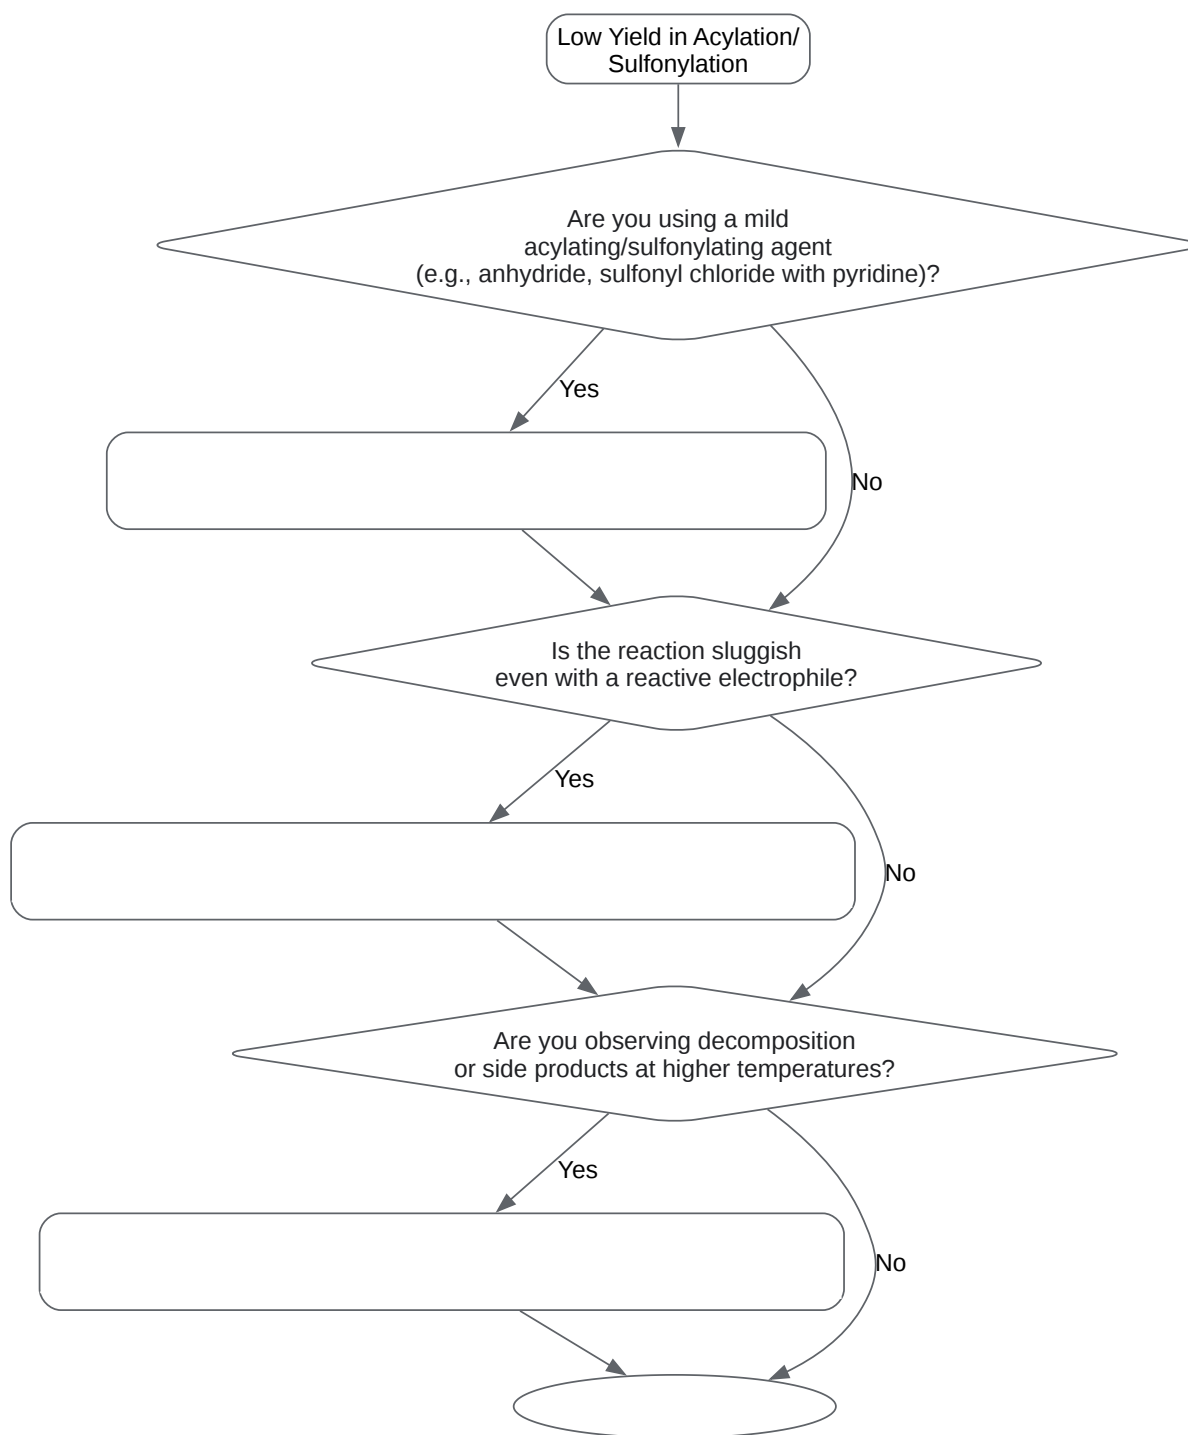 Low Yield in Acylation/
Sulfonylation
Are you using a mild
acylating/sulfonylating agent
(e.g., anhydride, sulfonyl chloride with pyridine)?
Yes
No
Is the reaction sluggish
even with a reactive electrophile?
Yes
No
Are you observing decomposition
or side products at higher temperatures?
Yes
No